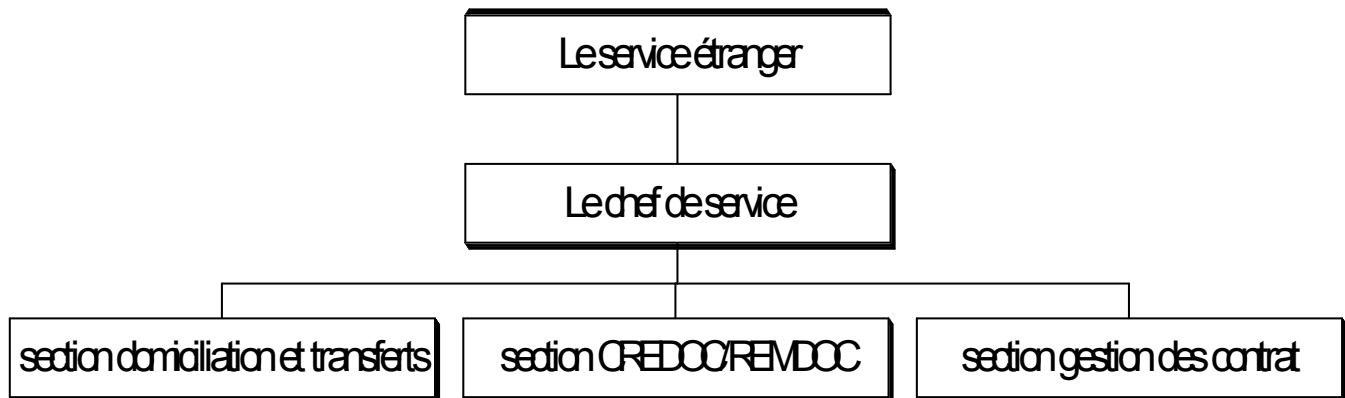 Le service étranger
Le chef de service
section domiciliation et transferts
section CREDOC/REMDOC
section gestion des contrat